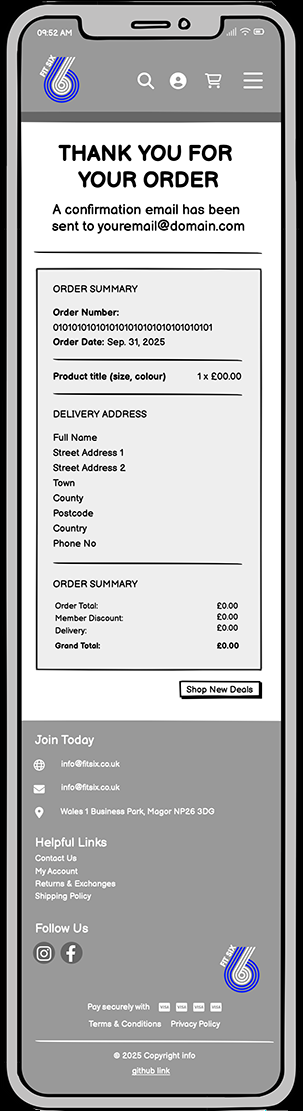 09:52 AM
FIT SIX
THANK YOU FOR
YOUR ORDER
A confirmation email has been
sent to youremail@domain.com
ORDER SUMMARY
Order Number:
01010101010101010101010101010101
Order Date: Sep. 31, 2025
Product title (size, colour) 1 x £00.00
DELIVERY ADDRESS
Full Name
Street Address 1
Street Address 2
Town
County
Postcode
Country
Phone No
ORDER SUMMARY
Order Total: £0.00
Member Discount: £0.00
Delivery: £0.00
Grand Total: £0.00
Shop New Deals
Join Today
info@fitsix.co.uk
info@fitsix.co.uk
Wales 1 Business Park, Magor NP26 3DG
Helpful Links
Contact Us
My Account
Returns & Exchanges
Shipping Policy
Follow Us
FIT SIX
Pay securely with VISA VISA VISA VISA
Terms & Conditions Privacy Policy
© 2025 Copyright info
github link